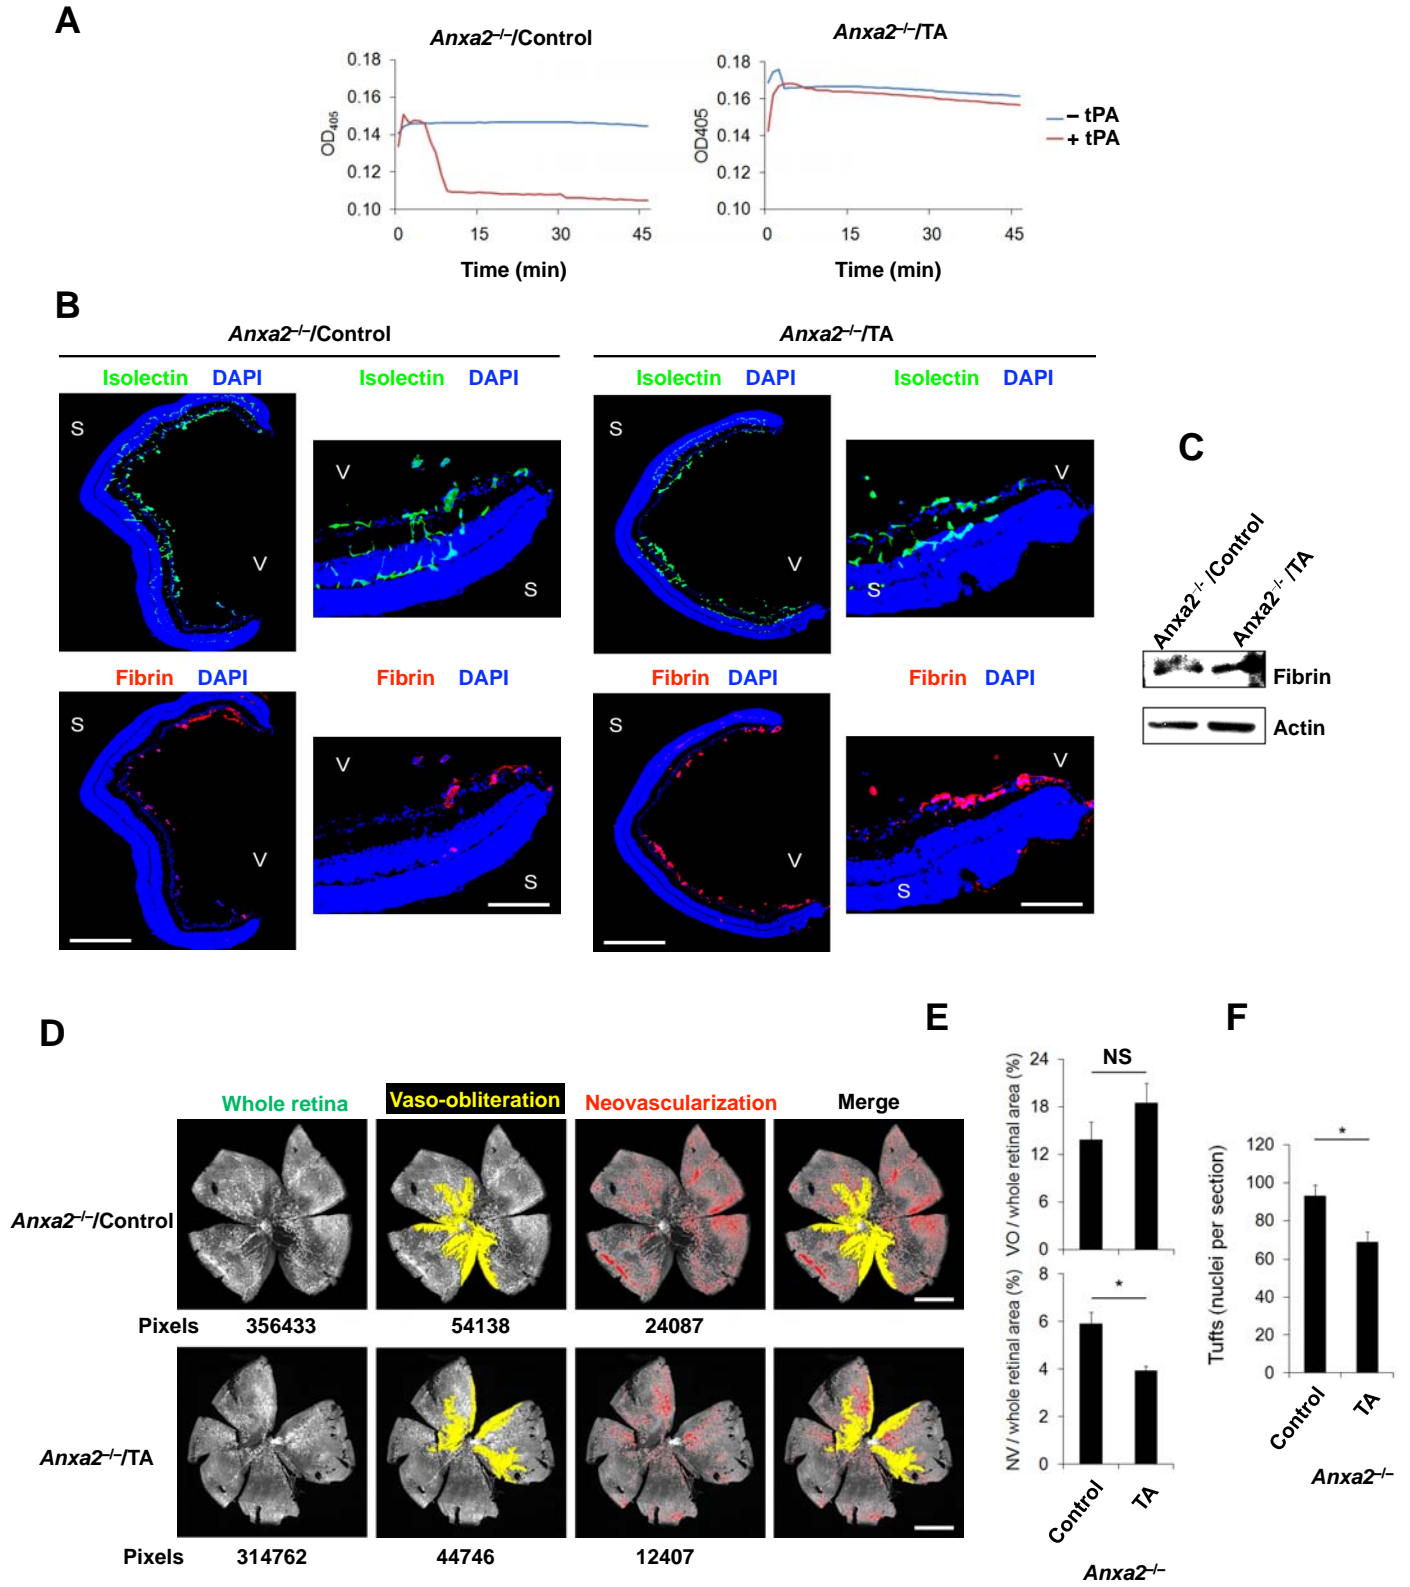 A
Anxa2–/–/Control
Anxa2–/–/TA
0.18
0.16
0.14
0.12
0.10
OD405
0 15 30 45
Time (min)
0.18
0.16
0.14
0.12
0.10
OD405
0 15 30 45
Time (min)
– tPA
+ tPA
B
Anxa2–/–/Control
Anxa2–/–/TA
Isolectin DAPI
Isolectin DAPI
Isolectin DAPI
Isolectin DAPI
S
V
V
S
S
V
V
S
Fibrin DAPI
Fibrin DAPI
Fibrin DAPI
Fibrin DAPI
S
V
V
S
S
V
V
S
C
Anxa2-/-/Control
Anxa2-/-/TA
Fibrin
Actin
D
Whole retina
Vaso-obliteration
Neovascularization
Merge
Anxa2–/–/Control
Pixels 356433 54138 24087
Anxa2–/–/TA
Pixels 314762 44746 12407
E
VO / whole retinal area (%)
24
18
12
6
0
NS
NV / whole retinal area (%)
8
6
4
2
0
*
Control
TA
Anxa2–/–
F
Tufts (nuclei per section)
120
100
80
60
40
20
0
*
Control
TA
Anxa2–/–